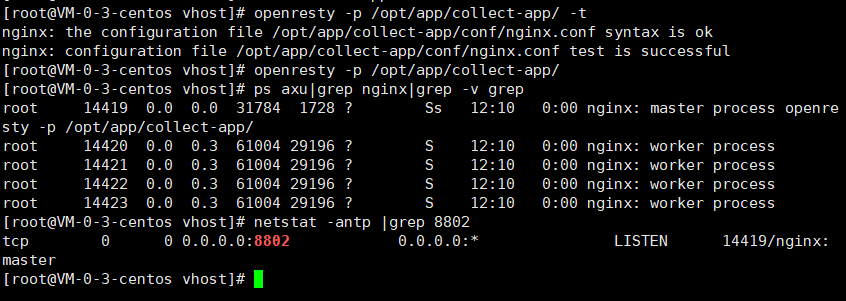 [root@VM-0-3-centos vhost]# openresty -p /opt/app/collect-app/ -t
nginx: the configuration file /opt/app/collect-app/conf/nginx.conf syntax is ok
nginx: configuration file /opt/app/collect-app/conf/nginx.conf test is successful
[root@VM-0-3-centos vhost]# openresty -p /opt/app/collect-app/
[root@VM-0-3-centos vhost]# ps axu|grep nginx|grep -v grep
root     14419  0.0  0.0  31784  1728 ?        Ss   12:10   0:00 nginx: master process openre
sty -p /opt/app/collect-app/
root     14420  0.0  0.3  61004 29196 ?        S    12:10   0:00 nginx: worker process
root     14421  0.0  0.3  61004 29196 ?        S    12:10   0:00 nginx: worker process
root     14422  0.0  0.3  61004 29196 ?        S    12:10   0:00 nginx: worker process
root     14423  0.0  0.3  61004 29196 ?        S    12:10   0:00 nginx: worker process
[root@VM-0-3-centos vhost]# netstat -antp |grep 8802
tcp        0      0 0.0.0.0:8802            0.0.0.0:*               LISTEN      14419/nginx:
master
[root@VM-0-3-centos vhost]#